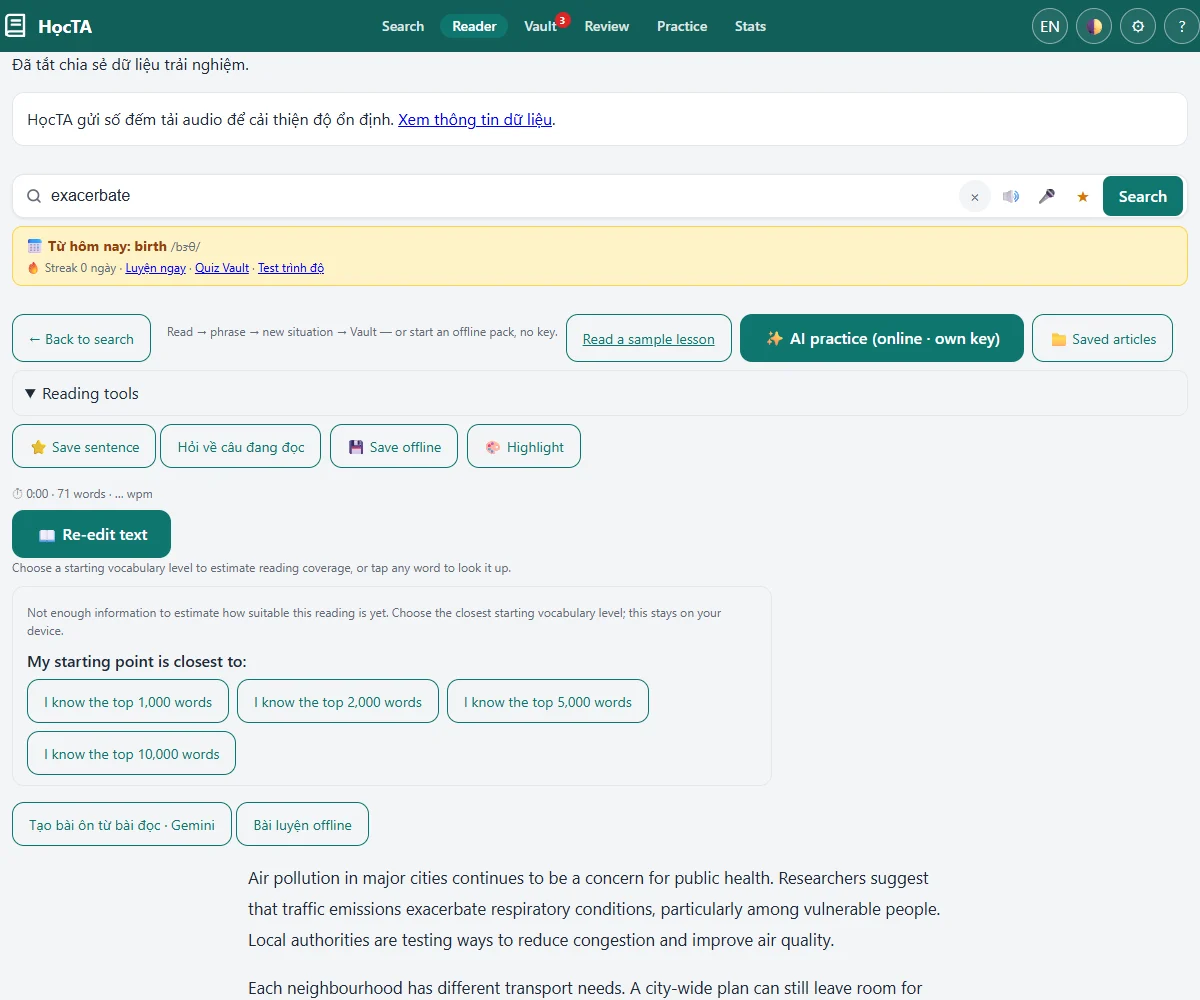 HọcTA
Search Reader Vault 3 Review Practice Stats
EN ?
Đã tắt chia sẻ dữ liệu trải nghiệm.
HọcTA gửi số đếm tải audio để cải thiện độ ổn định. Xem thông tin dữ liệu.
exacerbate × ★ Search
Từ hôm nay: birth /bɝθ/
Streak 0 ngày · Luyện ngay · Quiz Vault · Test trình độ
← Back to search Read → phrase → new situation → Vault — or start an offline pack, no key. Read a sample lesson ✨ AI practice (online · own key) Saved articles
▼ Reading tools
Save sentence Hỏi về câu đang đọc Save offline Highlight
⏱ 0:00 · 71 words · ... wpm
Re-edit text
Choose a starting vocabulary level to estimate reading coverage, or tap any word to look it up.
Not enough information to estimate how suitable this reading is yet. Choose the closest starting vocabulary level; this stays on your
device.
My starting point is closest to:
I know the top 1,000 words I know the top 2,000 words I know the top 5,000 words
I know the top 10,000 words
Tạo bài ôn từ bài đọc · Gemini Bài luyện offline
Air pollution in major cities continues to be a concern for public health. Researchers suggest
that traffic emissions exacerbate respiratory conditions, particularly among vulnerable people.
Local authorities are testing ways to reduce congestion and improve air quality.
Each neighbourhood has different transport needs. A city-wide plan can still leave room for